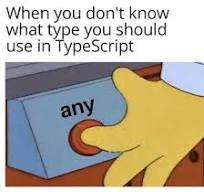 When you don't know
what type you should
use in TypeScript
any